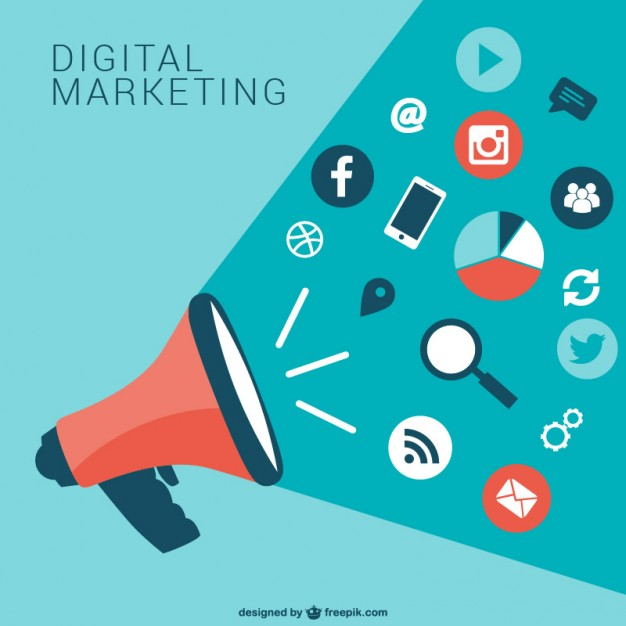 DIGITAL
MARKETING
@
f
designed by freepik.com